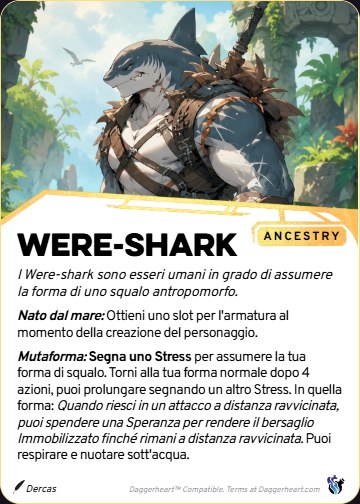 WERE-SHARK
ANCESTRY
I Were-shark sono esseri umani in grado di assumere
la forma di uno squalo antropomorfo.
Nato dal mare: Ottieni uno slot per l'armatura al
momento della creazione del personaggio.
Mutaforma: Segna uno Stress per assumere la tua
forma di squalo. Torni alla tua forma normale dopo 4
azioni, puoi prolungare segnando un altro Stress. In quella
forma: Quando riesci in un attacco a distanza ravvicinata,
puoi spendere una Speranza per rendere il bersaglio
Immobilizzato finché rimani a distanza ravvicinata. Puoi
respirare e nuotare sott'acqua.
Dercas
Daggerheart™ Compatible. Terms at Daggerheart.com